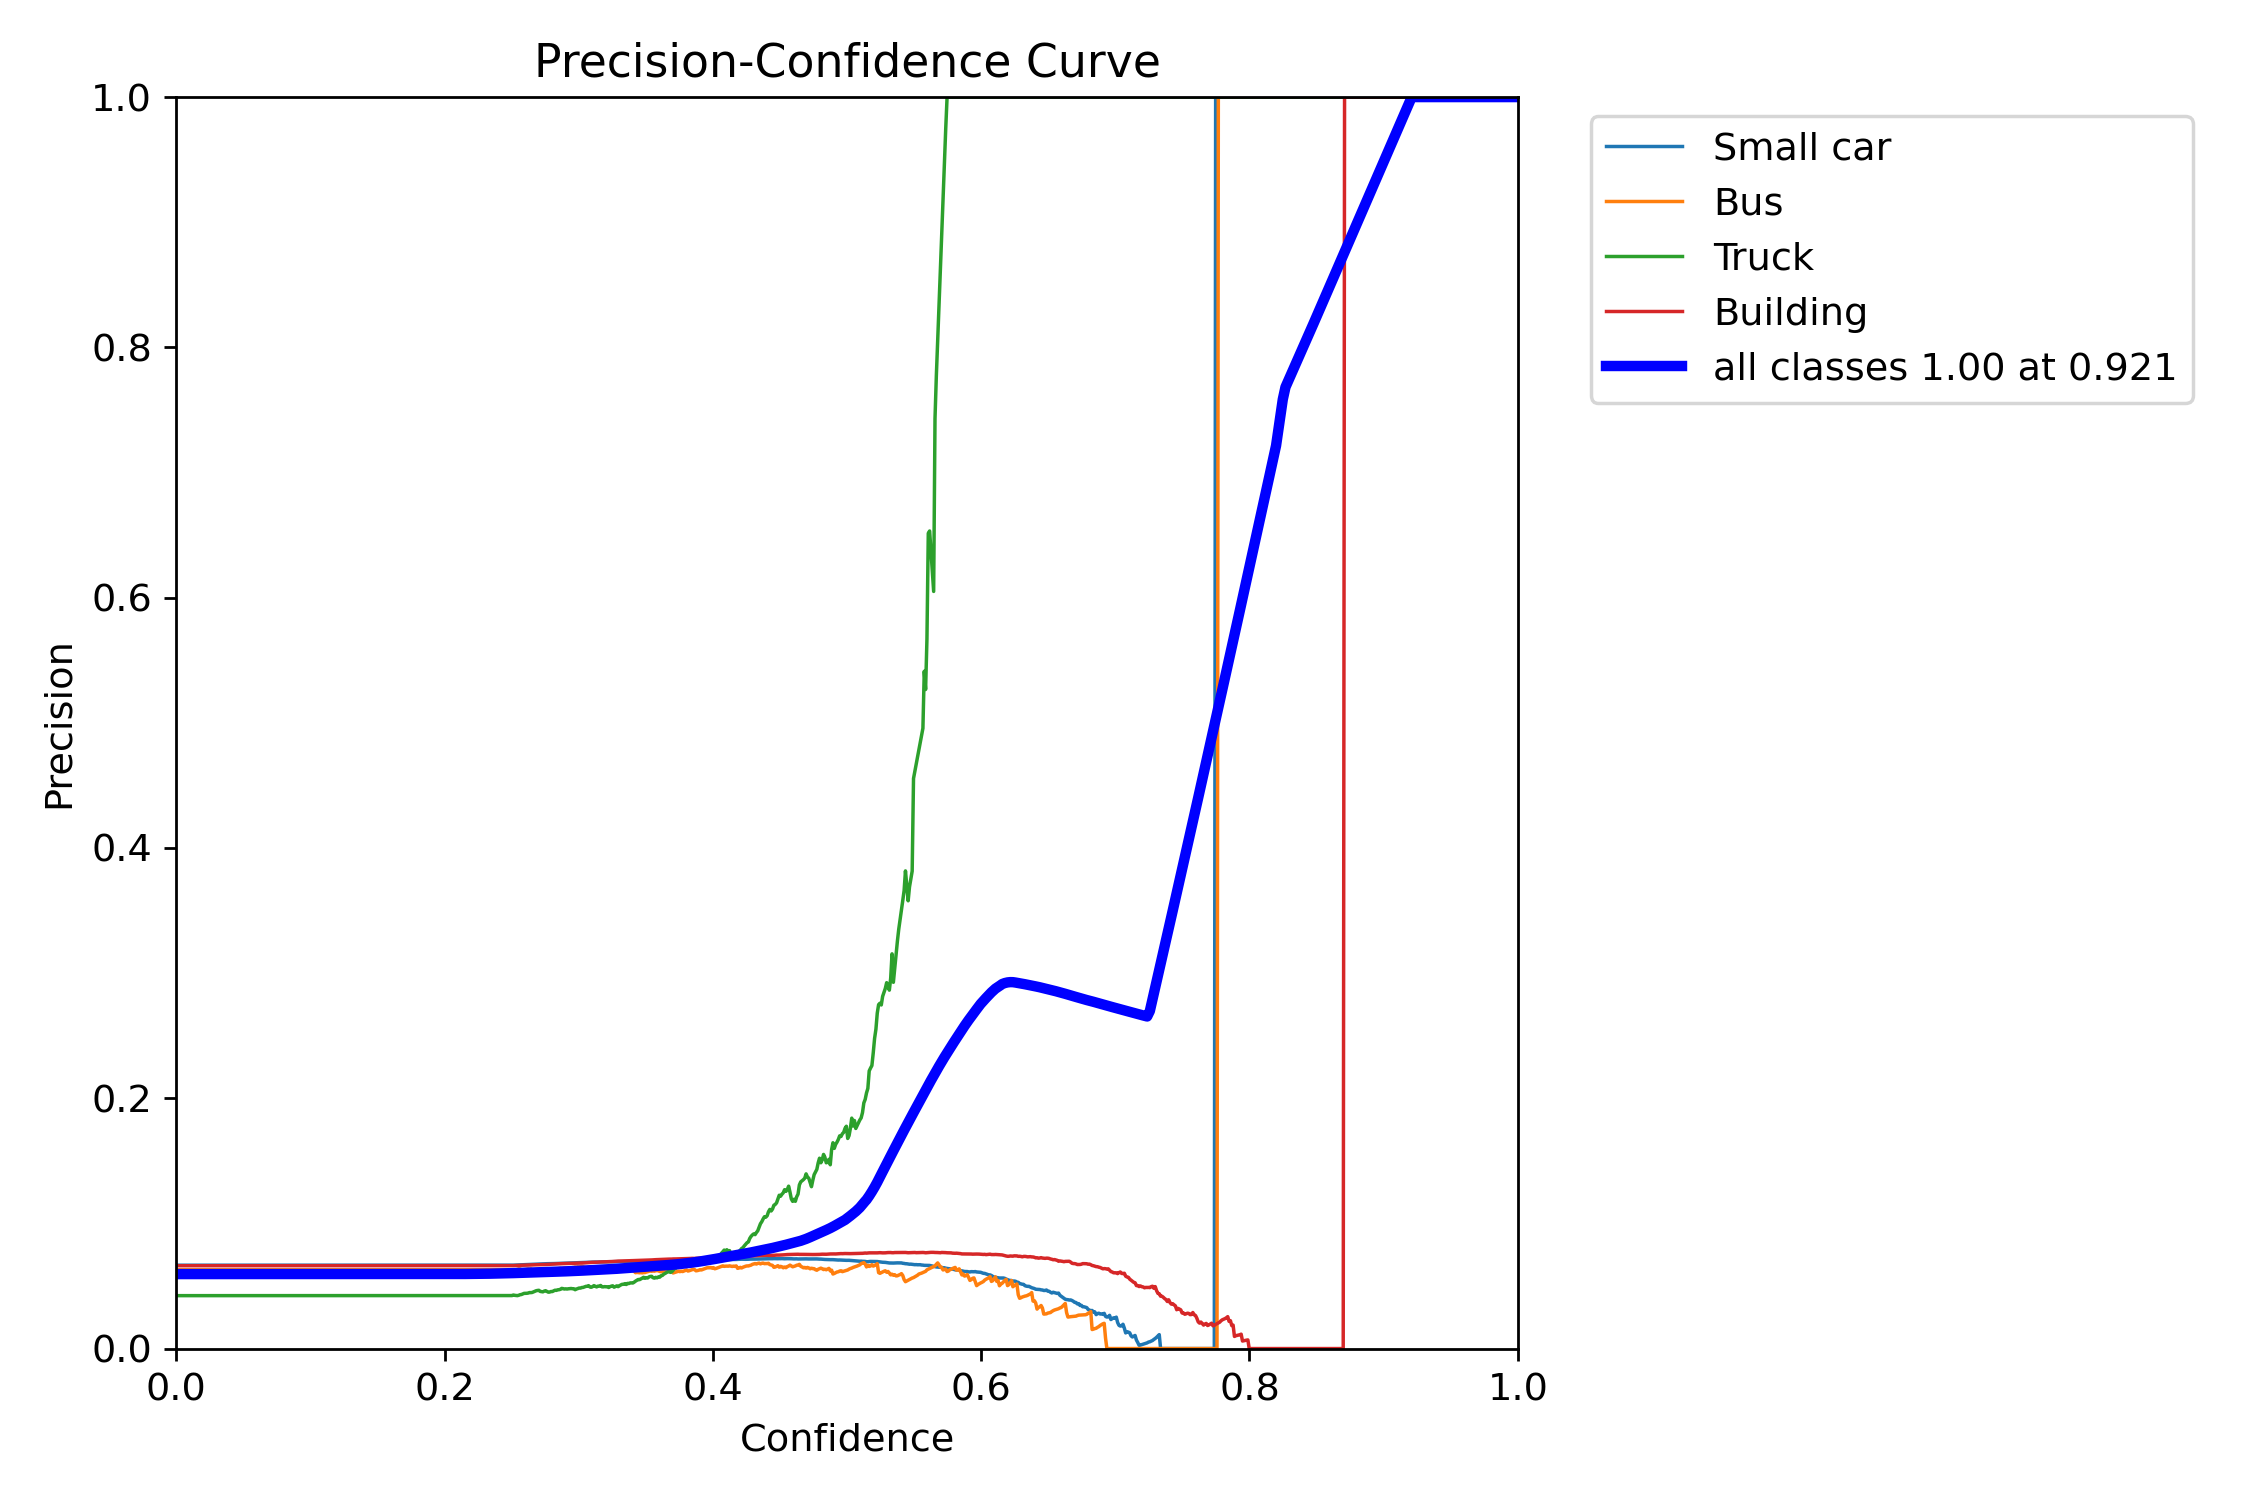 Precision-Confidence Curve
1.0
0.8
0.6
0.4
0.2
0.0
Precision
0.0 0.2 0.4 0.6 0.8 1.0
Confidence
Small car
Bus
Truck
Building
all classes 1.00 at 0.921